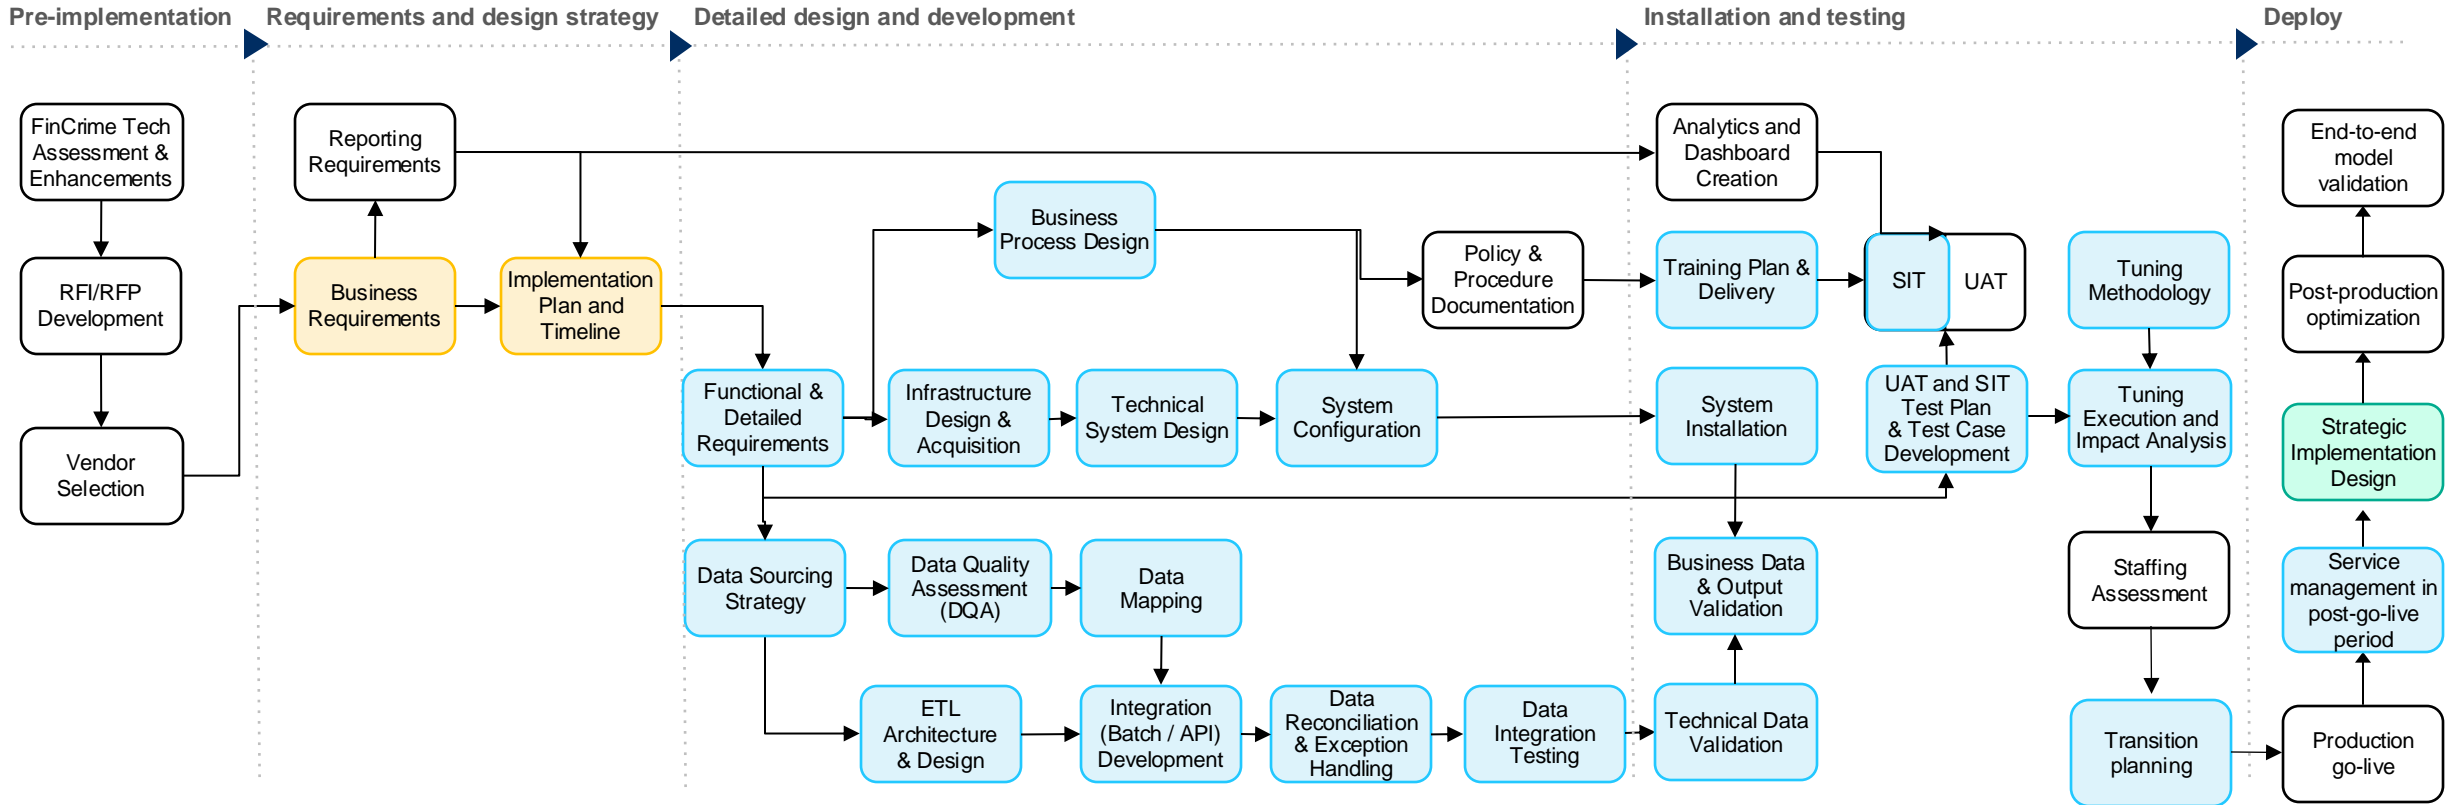 Pre-implementation
Requirements and design strategy
Detailed design and development
Installation and testing
Deploy
FinCrime Tech
Assessment &
Enhancements
RFI/RFP
Development
Vendor
Selection
Reporting
Requirements
Business
Requirements
Implementation
Plan and
Timeline
Business
Process Design
Policy &
Procedure
Documentation
Functional &
Detailed
Requirements
Infrastructure
Design &
Acquisition
Technical
System Design
System
Configuration
Data Sourcing
Strategy
Data Quality
Assessment
(DQA)
Data
Mapping
ETL
Architecture
& Design
Integration
(Batch / API)
Development
Data
Reconciliation
& Exception
Handling
Data
Integration
Testing
Analytics and
Dashboard
Creation
Training Plan &
Delivery
SIT
UAT
Tuning
Methodology
System
Installation
UAT and SIT
Test Plan
& Test Case
Development
Tuning
Execution and
Impact Analysis
Business Data
& Output
Validation
Staffing
Assessment
Technical Data
Validation
Transition
planning
End-to-end
model
validation
Post-production
optimization
Strategic
Implementation
Design
Service
management in
post-go-live
period
Production
go-live